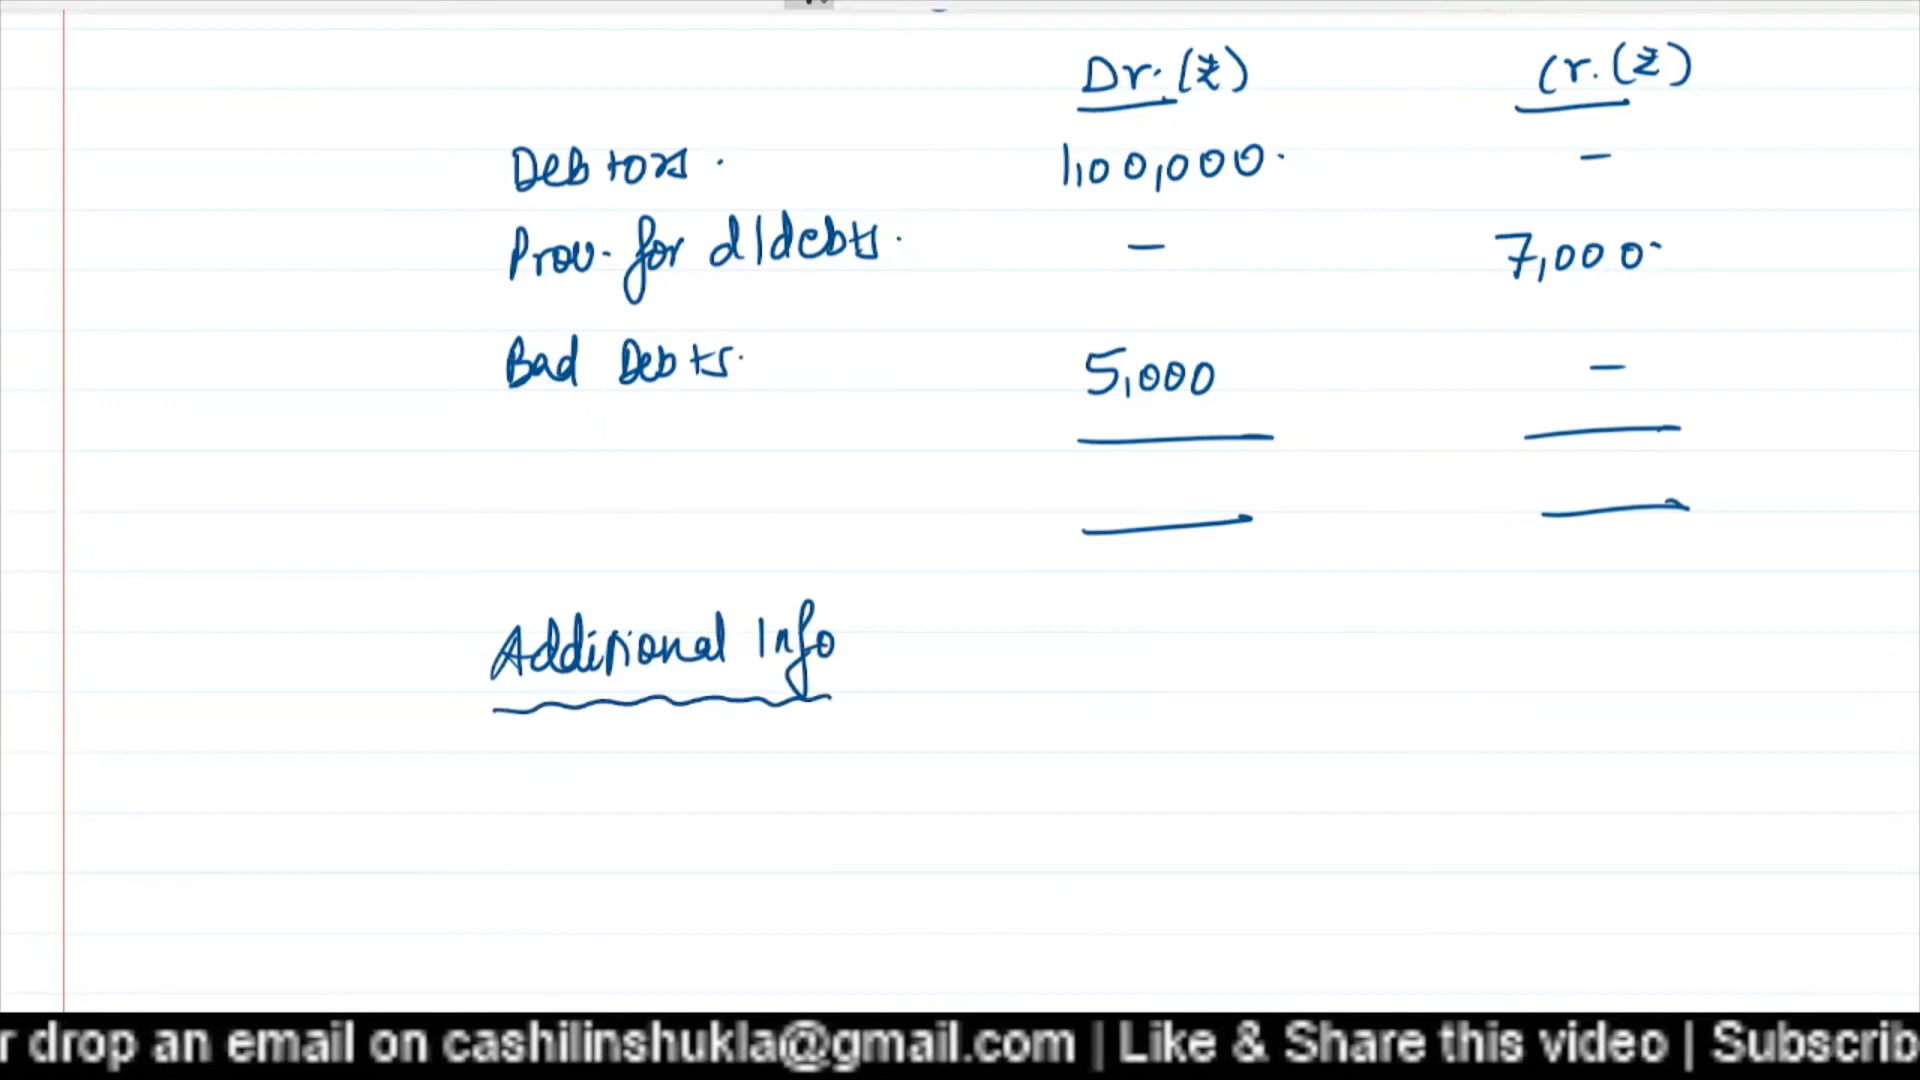 Dr. (₹) Cr. (₹)
Debtors. 1,00,000. -
Prov. for d/debts. - 7,000.
Bad Debts. 5,000 -
Additional Info
r drop an email on cashilinshukla@gmail.com | Like & Share this video | Subscrib